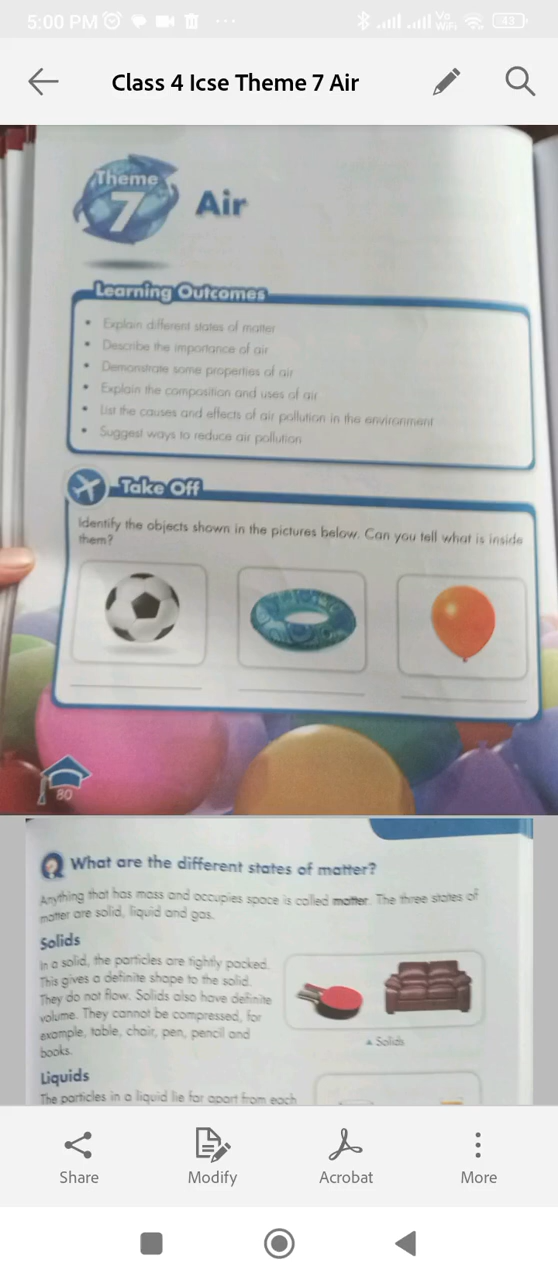 5:00 PM
Vo
WiFi
43
Class 4 Icse Theme 7 Air
Theme
7
Air
Learning Outcomes
• Explain different states of matter
• Describe the importance of air
• Demonstrate some properties of air
• Explain the composition and uses of air
• List the causes and effects of air pollution in the environment
• Suggest ways to reduce air pollution
Take Off
Identify the objects shown in the pictures below. Can you tell what is inside
them?
80
What are the different states of matter?
Anything that has mass and occupies space is called matter. The three states of
matter are solid, liquid and gas.
Solids
In a solid, the particles are tightly packed.
This gives a definite shape to the solid.
They do not flow. Solids also have definite
volume. They cannot be compressed, for
example, table, chair, pen, pencil and
books.
▲ Solids
Liquids
The particles in a liquid lie far apart from each
Share
Modify
Acrobat
More